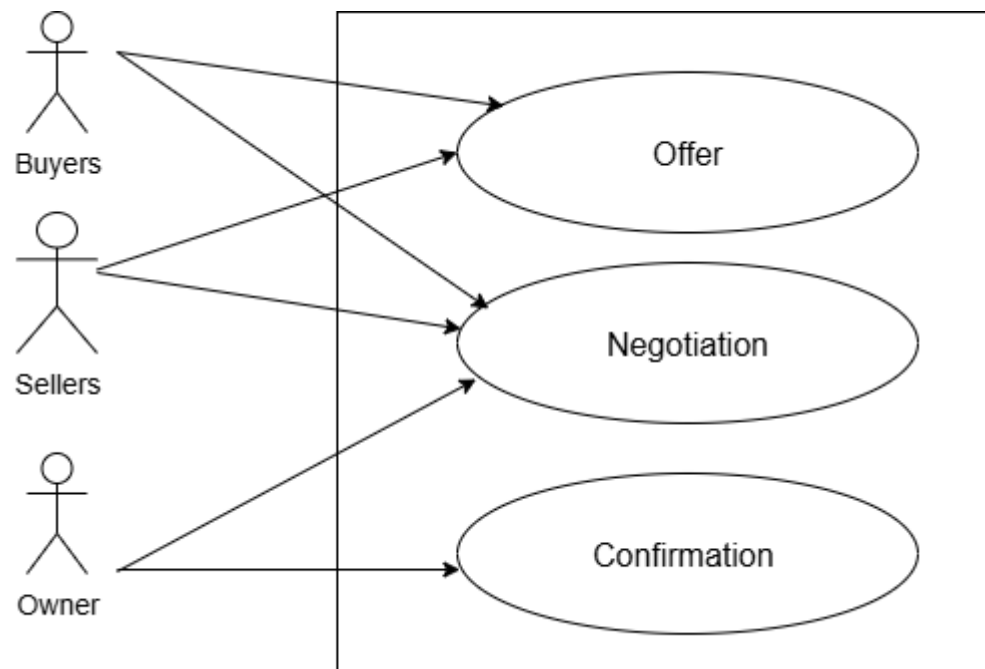 Buyers
Offer
Sellers
Negotiation
Owner
Confirmation